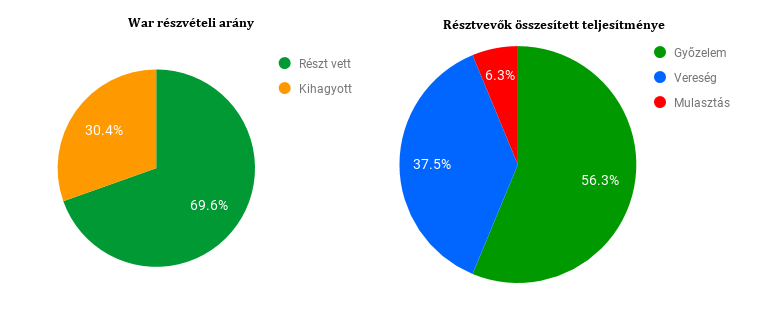 War részvételi arány
Részt vett
Kihagyott
30.4%
69.6%
Résztvevők összesített teljesítménye
Győzelem
Vereség
Mulasztás
6.3%
37.5%
56.3%